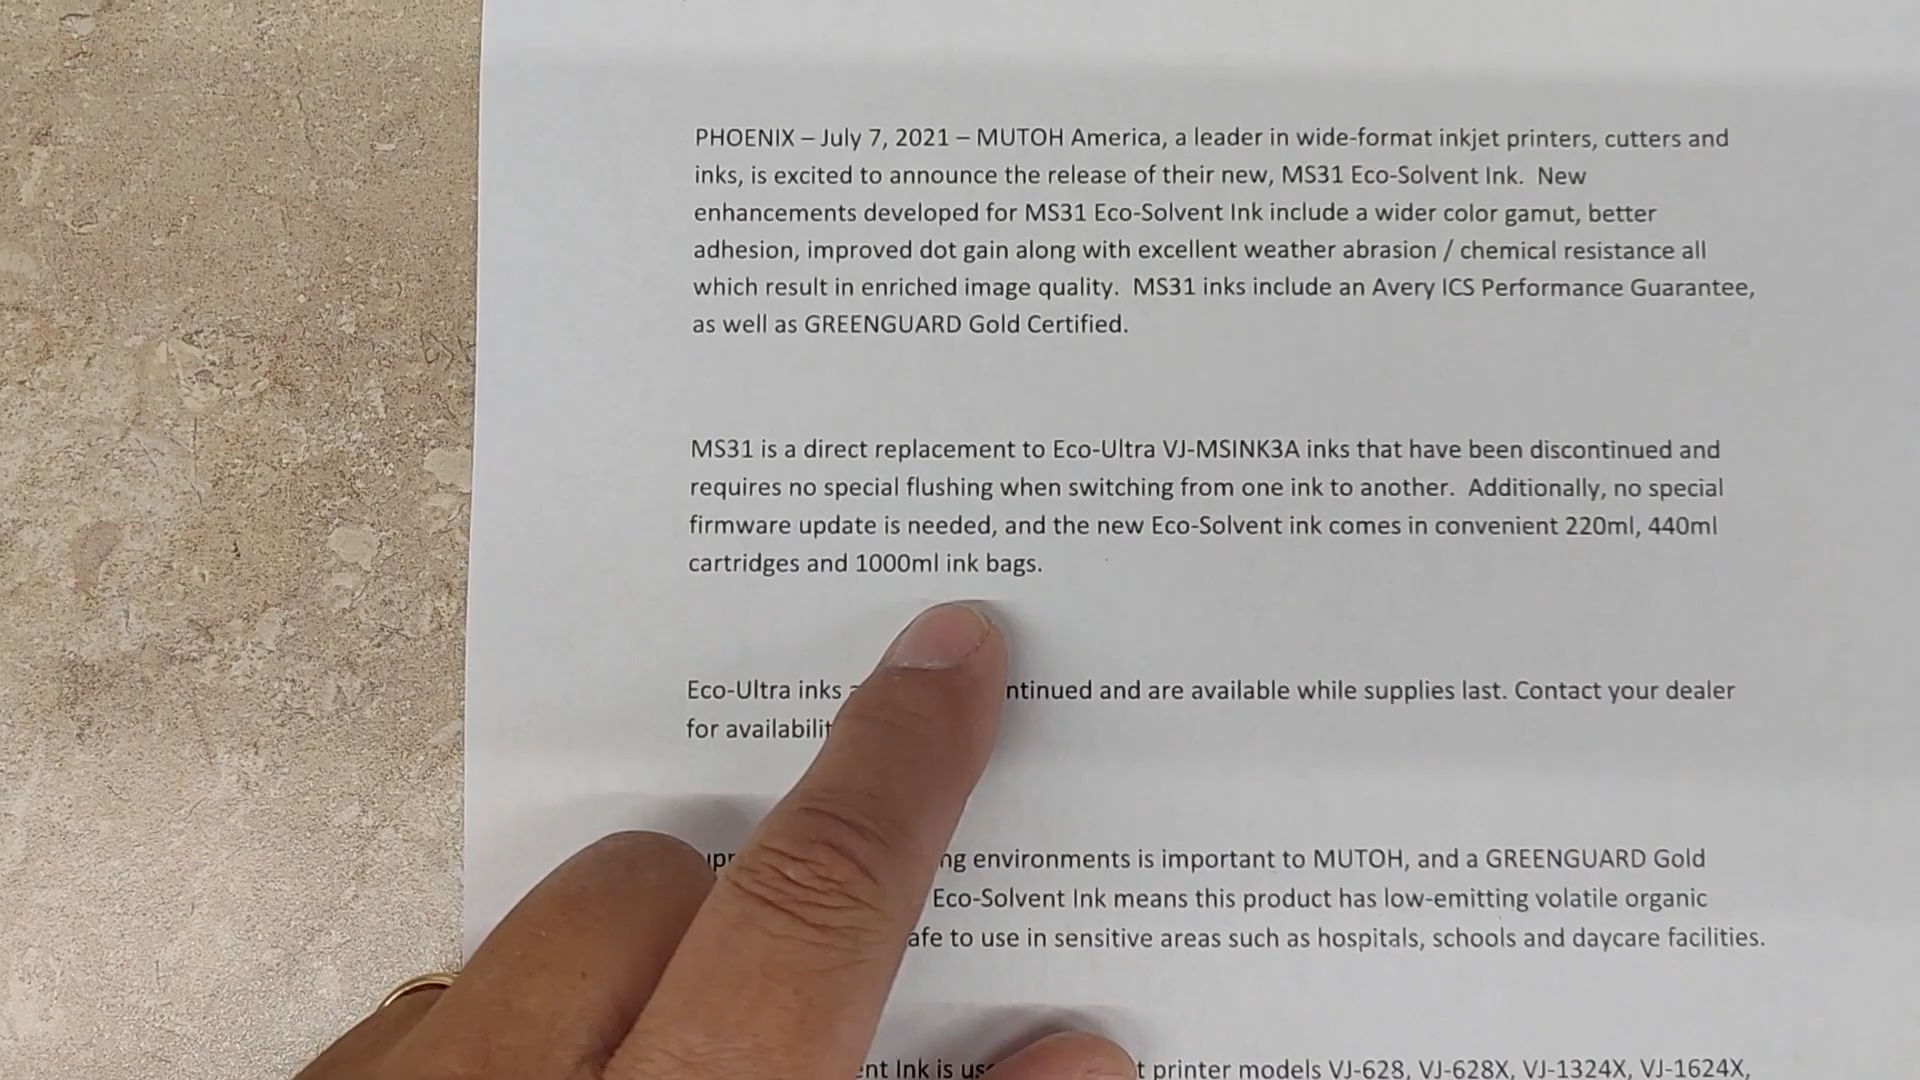 PHOENIX – July 7, 2021 – MUTOH America, a leader in wide-format inkjet printers, cutters and
inks, is excited to announce the release of their new, MS31 Eco-Solvent Ink.  New
enhancements developed for MS31 Eco-Solvent Ink include a wider color gamut, better
adhesion, improved dot gain along with excellent weather abrasion / chemical resistance all
which result in enriched image quality.  MS31 inks include an Avery ICS Performance Guarantee,
as well as GREENGUARD Gold Certified.
MS31 is a direct replacement to Eco-Ultra VJ-MSINK3A inks that have been discontinued and
requires no special flushing when switching from one ink to another.  Additionally, no special
firmware update is needed, and the new Eco-Solvent ink comes in convenient 220ml, 440ml
cartridges and 1000ml ink bags.
Eco-Ultra inks ntinued and are available while supplies last. Contact your dealer
for availabilit
ng environments is important to MUTOH, and a GREENGUARD Gold
Eco-Solvent Ink means this product has low-emitting volatile organic
afe to use in sensitive areas such as hospitals, schools and daycare facilities.
nt Ink is us t printer models VJ-628, VJ-628X, VJ-1324X, VJ-1624X,